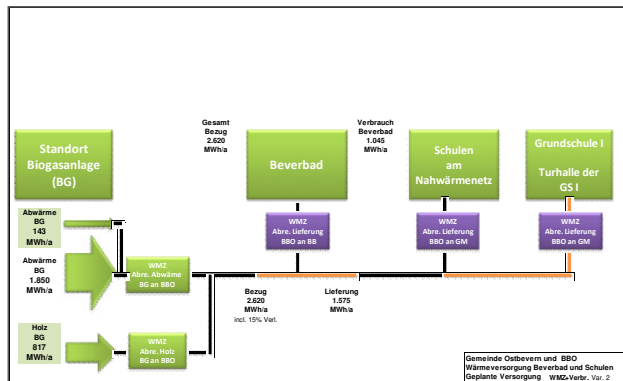 Gesamt
Bezug
2.620
MWh/a
Verbrauch
Beverbad
1.045
MWh/a
Standort
Biogasanlage
(BG)
Beverbad
Schulen
am
Nahwärmenetz
Grundschule I
Turhalle der
GS I
Abwärme
BG
143
MWh/a
WMZ
Abre. Lieferung
BBO an BB
WMZ
Abre. Lieferung
BBO an GM
WMZ
Abre. Lieferung
BBO an GM
Abwärme
BG
1.850
MWh/a
WMZ
Abre. Abwärme
BG an BBO
Bezug
2.620
MWh/a
incl. 15% Verl.
Lieferung
1.575
MWh/a
Holz
BG
817
MWh/a
WMZ
Abre. Holz
BG an BBO
Gemeinde Ostbevern und BBO
Wärmeversorgung Beverbad und Schulen
Geplante Versorgung WMZ+Verbr. Var. 2